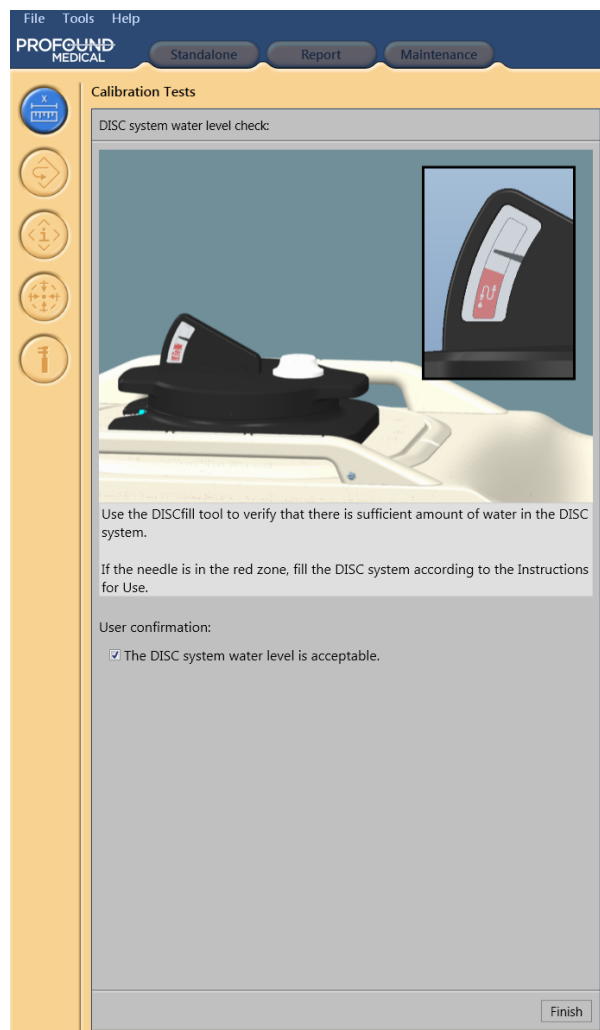 File Tools Help
PROFOUND
MEDICAL
Standalone Report Maintenance
X
Calibration Tests
DISC system water level check:
i
Use the DISCfill tool to verify that there is sufficient amount of water in the DISC
system.
If the needle is in the red zone, fill the DISC system according to the Instructions
for Use.
User confirmation:
The DISC system water level is acceptable.
Finish